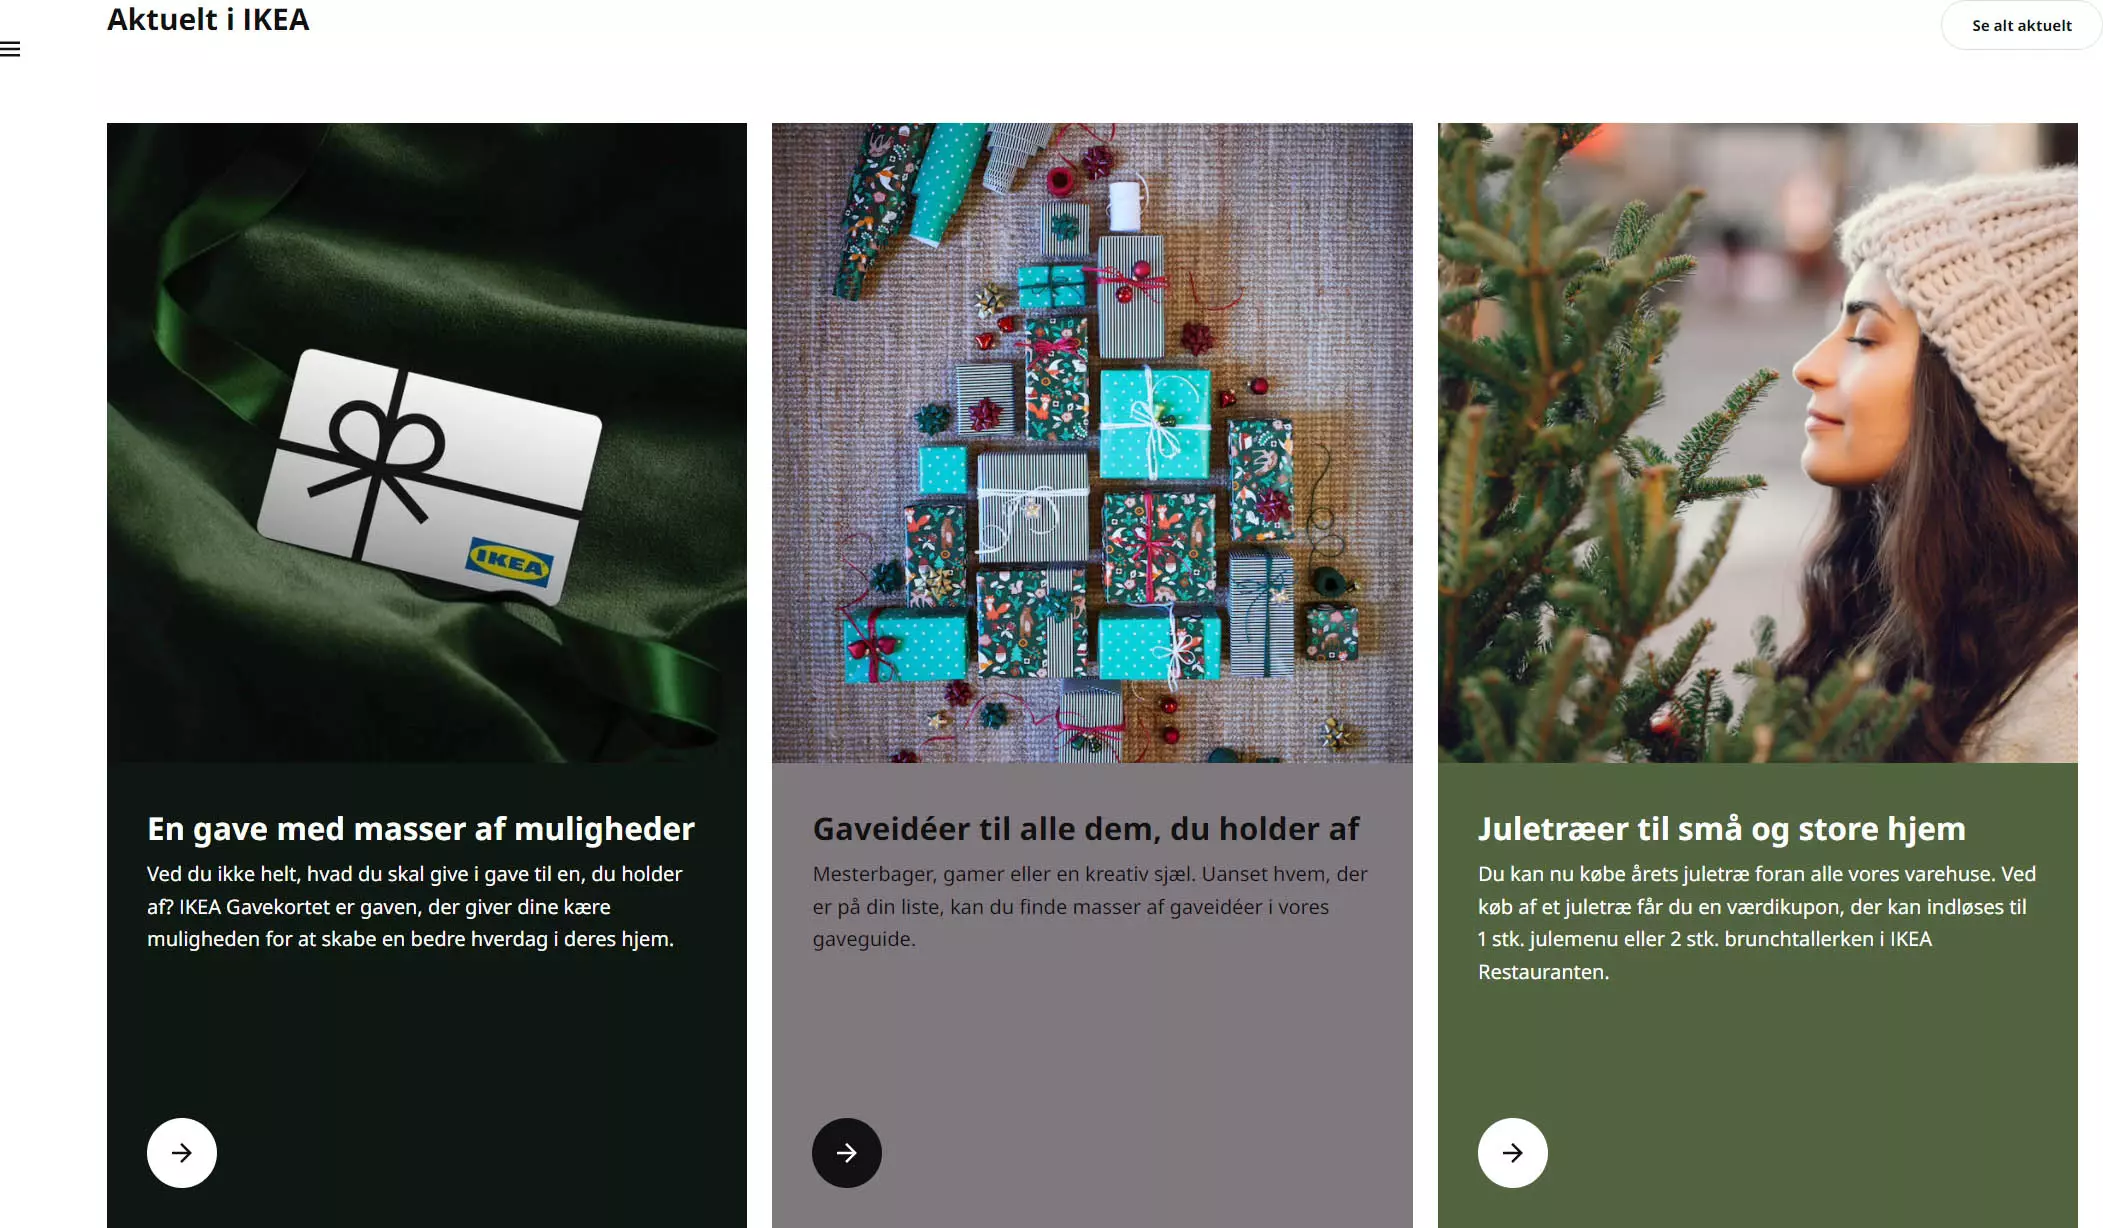 Aktuelt i IKEA
Se alt aktuelt
IKEA
En gave med masser af muligheder
Ved du ikke helt, hvad du skal give i gave til en, du holder
af? IKEA Gavekortet er gaven, der giver dine kære
muligheden for at skabe en bedre hverdag i deres hjem.
Gaveidéer til alle dem, du holder af
Mesterbager, gamer eller en kreativ sjæl. Uanset hvem, der
er på din liste, kan du finde masser af gaveidéer i vores
gaveguide.
Juletræer til små og store hjem
Du kan nu købe årets juletræ foran alle vores varehuse. Ved
køb af et juletræ får du en værdikupon, der kan indløses til
1 stk. julemenu eller 2 stk. brunchtallerken i IKEA
Restauranten.